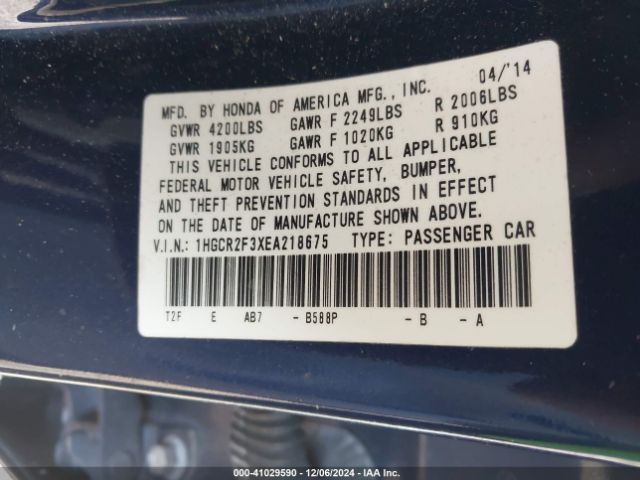 MFD. BY HONDA OF AMERICA MFG., INC. 04/'14
GVWR 4200LBS GAWR F 2249LBS R 2006LBS
GVWR 1905KG GAWR F 1020KG R 910KG
THIS VEHICLE CONFORMS TO ALL APPLICABLE
FEDERAL MOTOR VEHICLE SAFETY, BUMPER,
AND THEFT PREVENTION STANDARDS IN EFFECT
ON THE DATE OF MANUFACTURE SHOWN ABOVE.
V.I.N.: 1HGCR2F3XEA218675 TYPE: PASSENGER CAR
T2F E AB7 - B588P - B - A
000-41029590 - 12/06/2024 - IAA Inc.